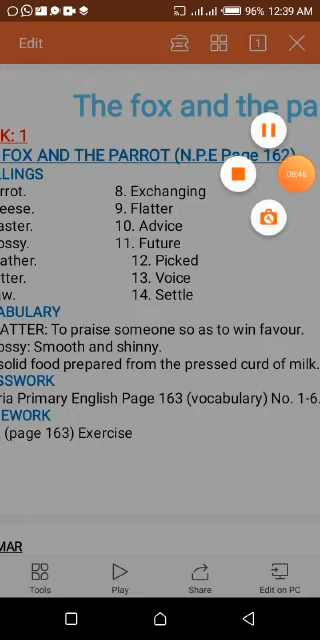 96% 12:39 AM
Edit
1
The fox and the pa
K: 1
FOX AND THE PARROT (N.P.E Page 162)
LLINGS
rrot.
8. Exchanging
eese.
9. Flatter
aster.
10. Advice
ossy.
11. Future
ather.
12. Picked
tter.
13. Voice
aw.
14. Settle
08:46
ABULARY
ATTER: To praise someone so as to win favour.
ossy: Smooth and shinny.
solid food prepared from the pressed curd of milk.
SSWORK
ria Primary English Page 163 (vocabulary) No. 1-6.
EWORK
(page 163) Exercise
MAR
Tools
Play
Share
Edit on PC